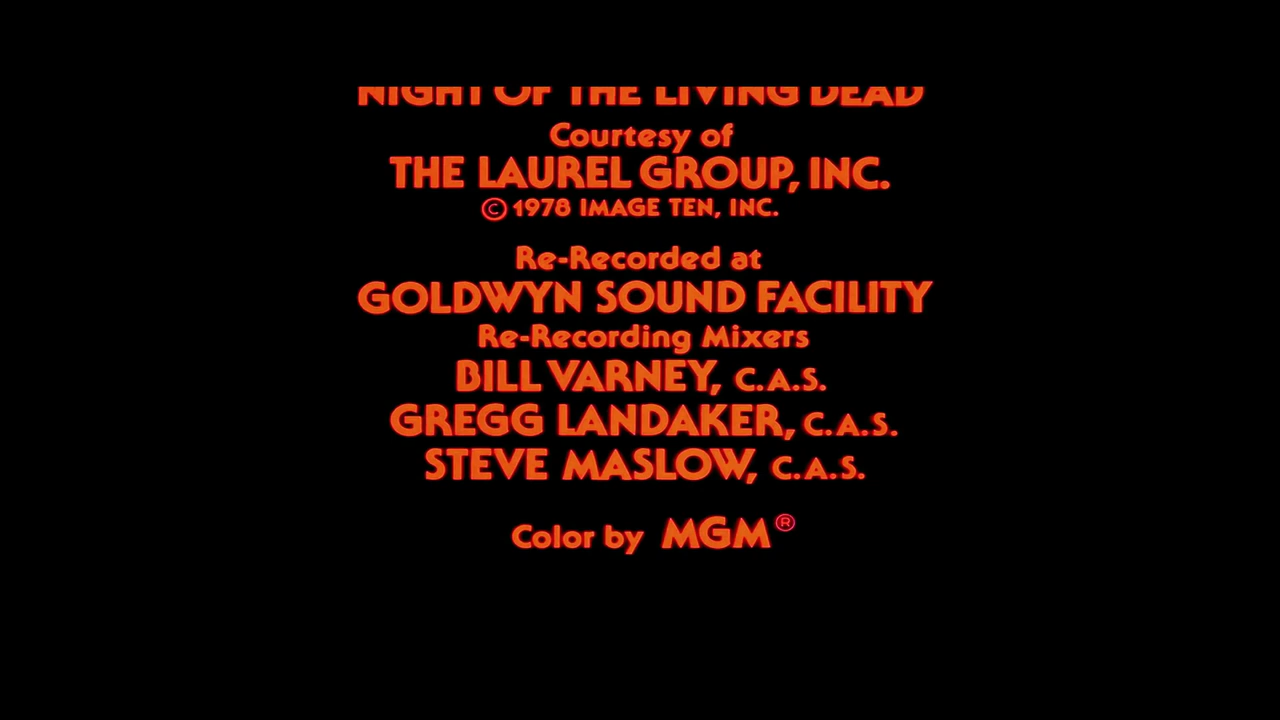 NIGHT OF THE LIVING DEAD
Courtesy of
THE LAUREL GROUP, INC.
© 1978 IMAGE TEN, INC.
Re-Recorded at
GOLDWYN SOUND FACILITY
Re-Recording Mixers
BILL VARNEY, C.A.S.
GREGG LANDAKER, C.A.S.
STEVE MASLOW, C.A.S.
Color by MGM®